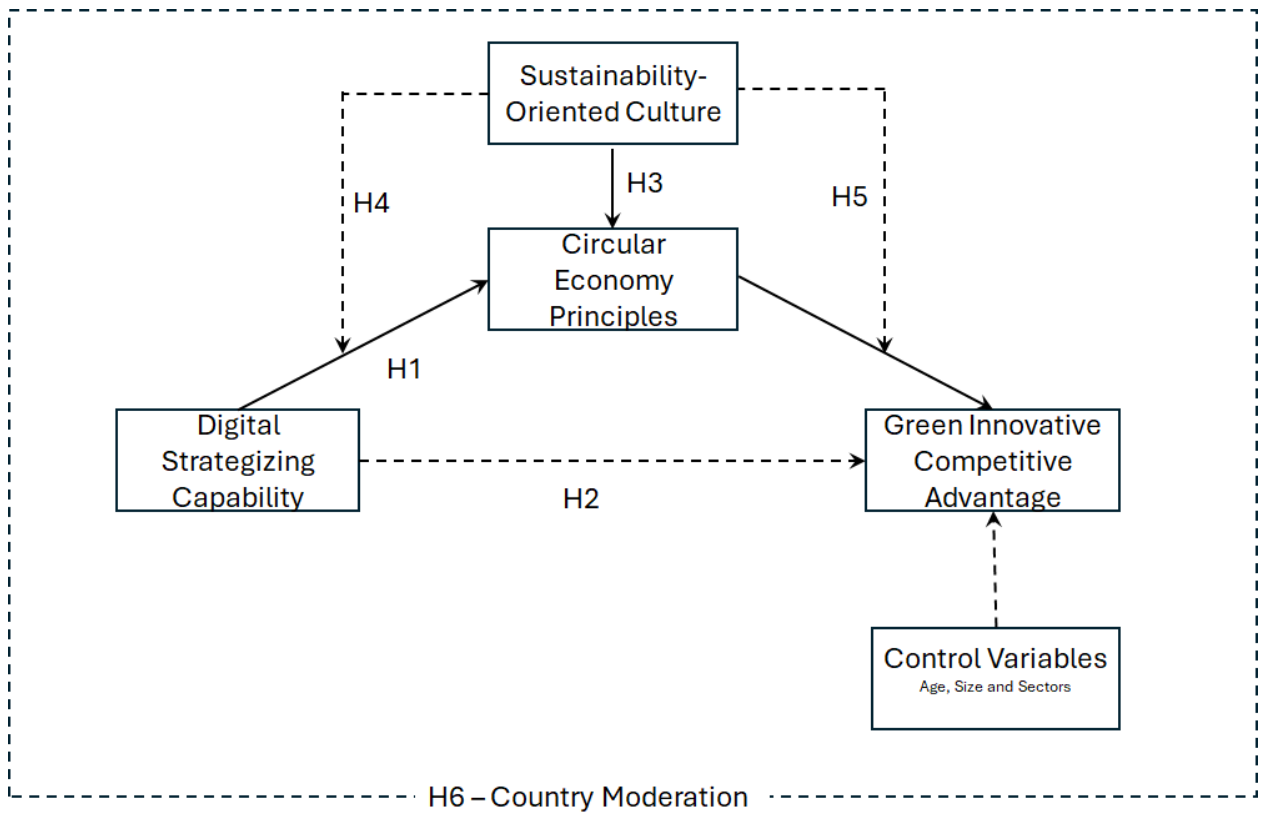 Sustainability-
Oriented Culture
H3
H4
H5
Circular
Economy
Principles
H1
Digital
Strategizing
Capability
Green Innovative
Competitive
Advantage
H2
Control Variables
Age, Size and Sectors
H6 – Country Moderation